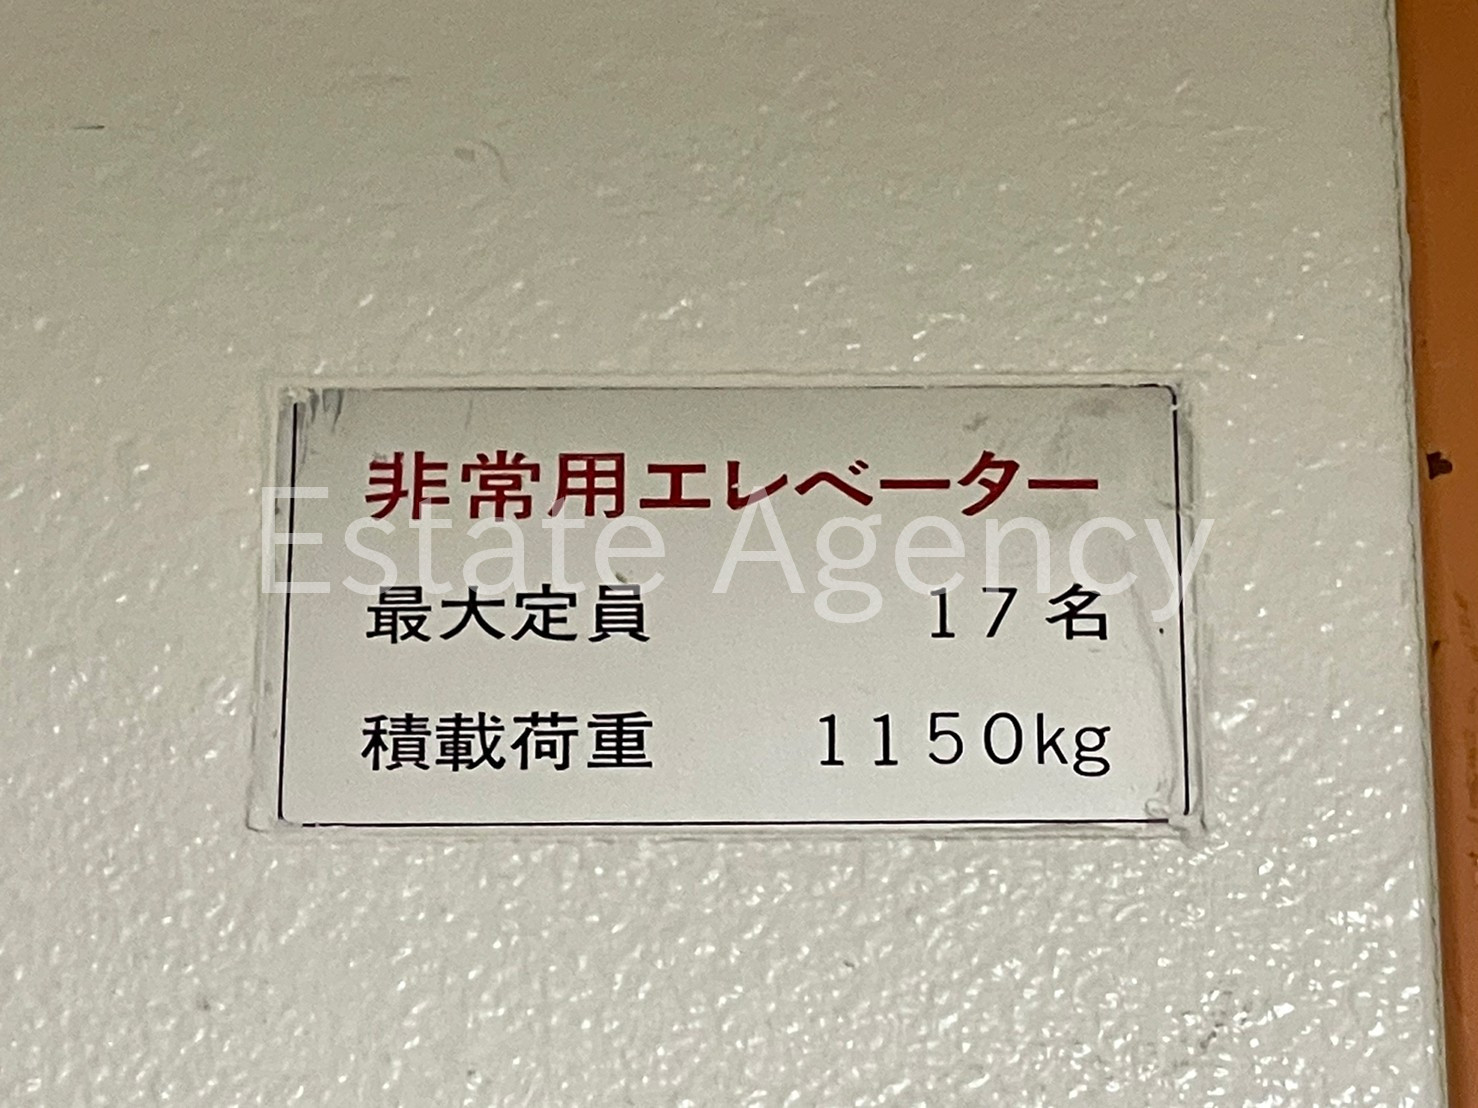 非常用エレベーター
Estate Agency
最大定員 17名
積載荷重 1150kg